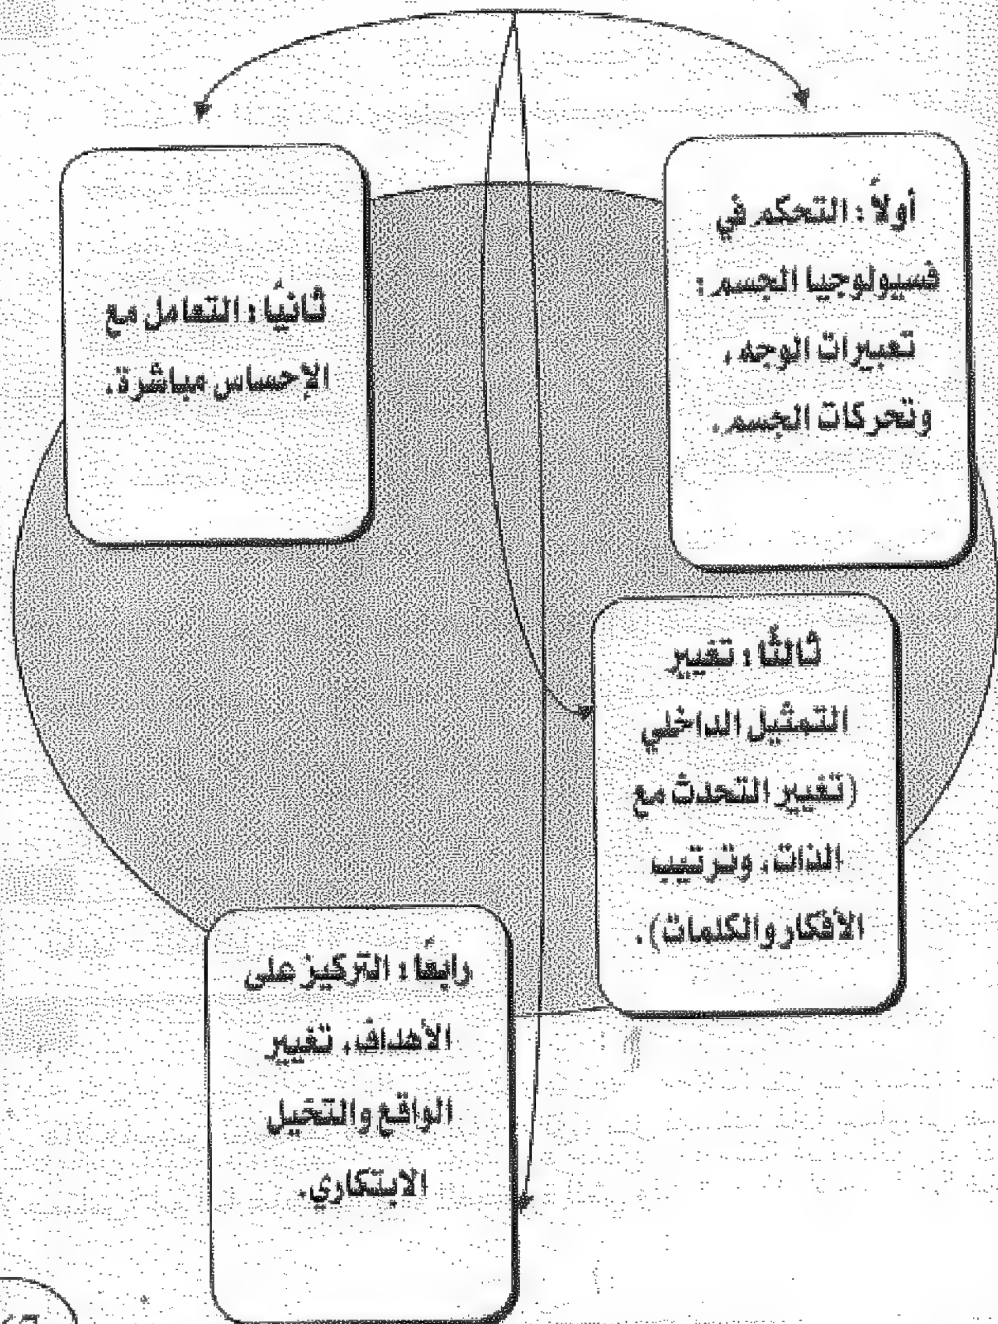 أولاً : التحكم في
فسيولوجيا الجسم :
تعبيرات الوجه ،
وتحركات الجسم .
ثانيًا : التعامل مع
الإحساس مباشرة .
ثالثًا : تغيير
التمثيل الداخلي
(تغيير التحدث مع
الذات ، وترتيب
الأفكار والكلمات) .
رابعًا : التركيز على
الأهداف ، تغيير
الواقع والتخيل
الابتكاري .